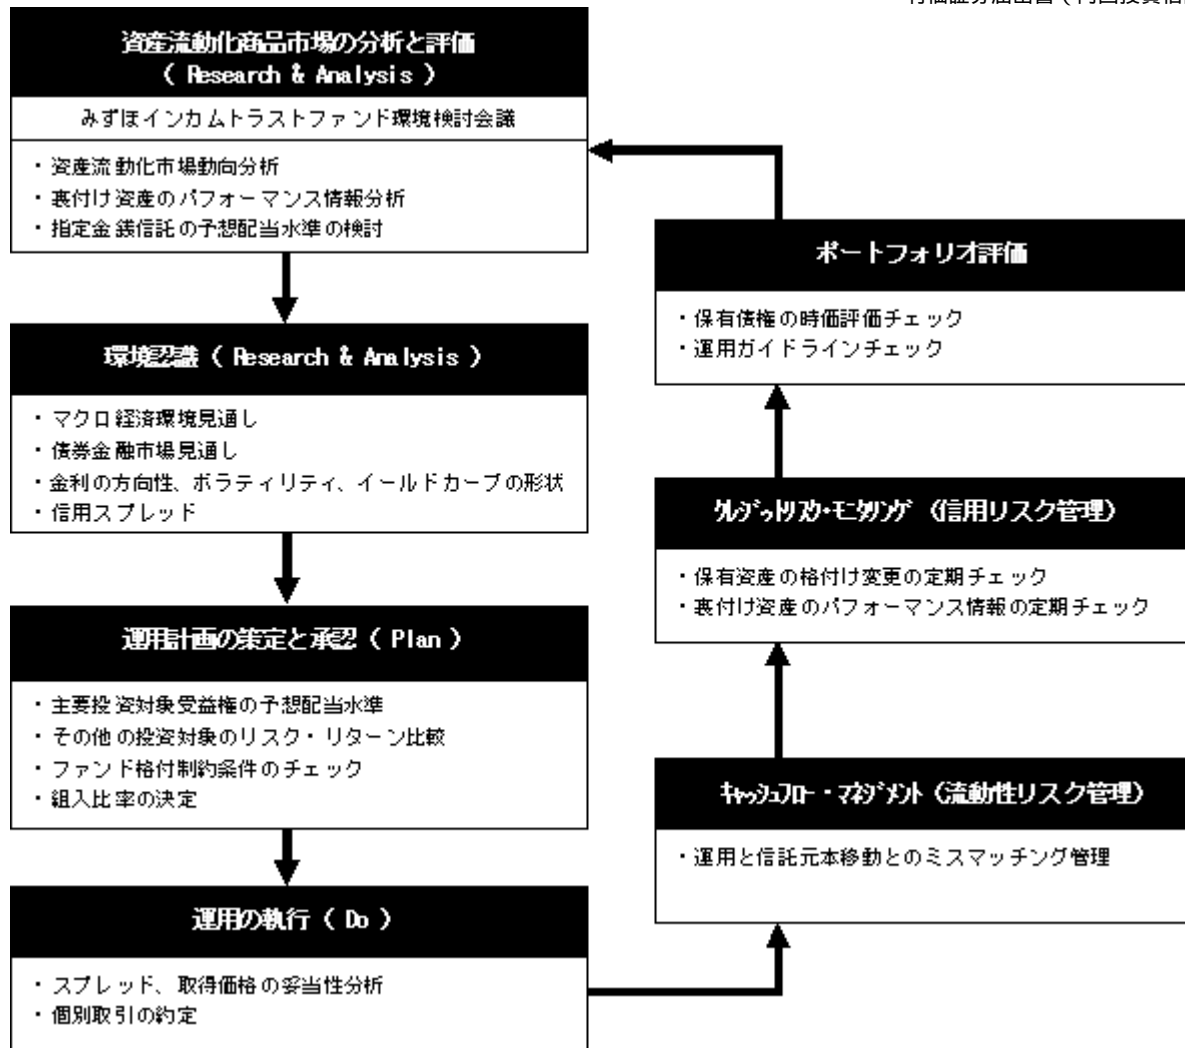 資産流動化商品市場の分析と評価
( Research & Analysis )
みずほインカムトラストファンド環境検討会議
・資産流動化市場動向分析
・裏付け資産のパフォーマンス情報分析
・指定金銭信託の予想配当水準の検討
環境認識 ( Research & Analysis )
・マクロ経済環境見通し
・債券金融市場見通し
・金利の方向性、ボラティリティ、イールドカーブの形状
・信用スプレッド
運用計画の策定と承認 ( Plan )
・主要投資対象受益権の予想配当水準
・その他の投資対象のリスク・リターン比較
・ファンド格付制約条件のチェック
・組入比率の決定
運用の執行 ( Do )
・スプレッド、取得価格の妥当性分析
・個別取引の約定
ポートフォリオ評価
・保有債権の時価評価チェック
・運用ガイドラインチェック
クレジットリスク・モニタリング (信用リスク管理)
・保有資産の格付け変更の定期チェック
・裏付け資産のパフォーマンス情報の定期チェック
キャッシュフロー・マネジメント (流動性リスク管理)
・運用と信託元本移動とのミスマッチング管理